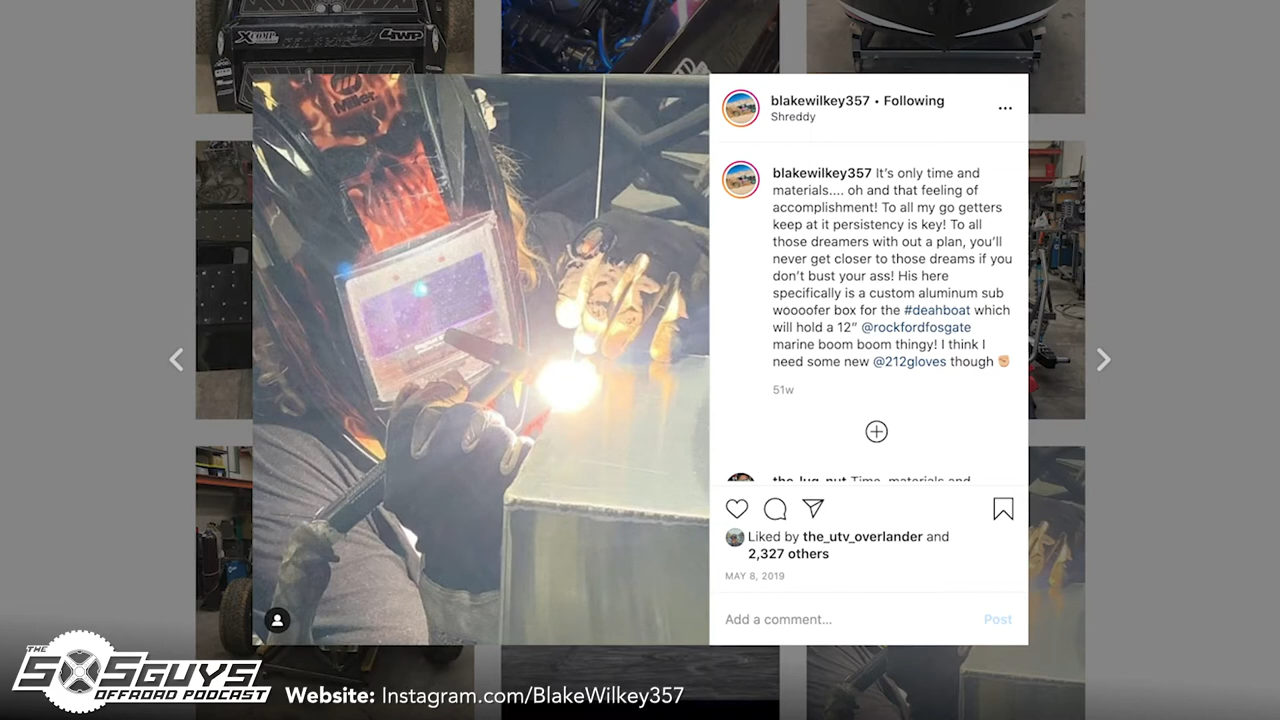 XCOMP
4WP
Miller
blakewilkey357 • Following
Shreddy
blakewilkey357 It's only time and
materials.... oh and that feeling of
accomplishment! To all my go getters
keep at it persistency is key! To all
those dreamers with out a plan, you'll
never get closer to those dreams if you
don't bust your ass! His here
specifically is a custom aluminum sub
woooofer box for the #deahboat which
will hold a 12" @rockfordfosgate
marine boom boom thingy! I think I
need some new @212gloves though ✊🏼
51w
the_lug_nut Time, materials and
Liked by the_utv_overlander and
2,327 others
MAY 8, 2019
Add a comment...
Post
THE
SXSGUYS
OFFROAD PODCAST
Website: Instagram.com/BlakeWilkey357